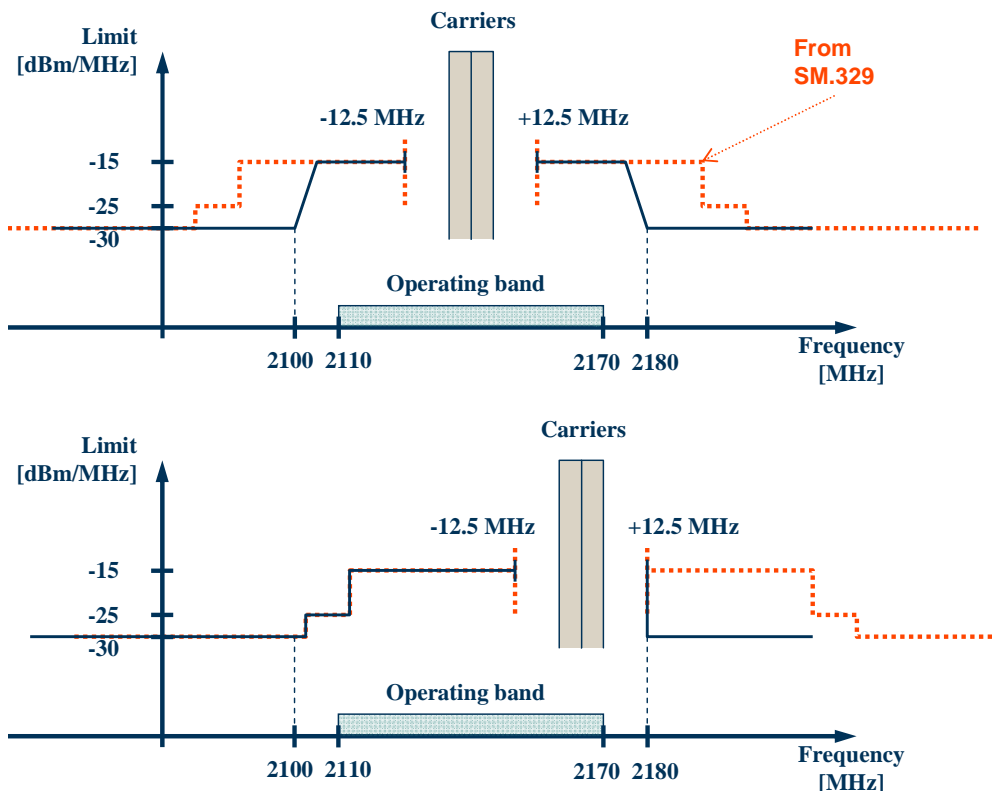 Carriers
Limit
[dBm/MHz]
From
SM.329
-12.5 MHz
+12.5 MHz
-15
-25
-30
Operating band
2100
2110
2170
2180
Frequency
[MHz]
Carriers
Limit
[dBm/MHz]
-12.5 MHz
+12.5 MHz
-15
-25
-30
Operating band
2100
2110
2170
2180
Frequency
[MHz]